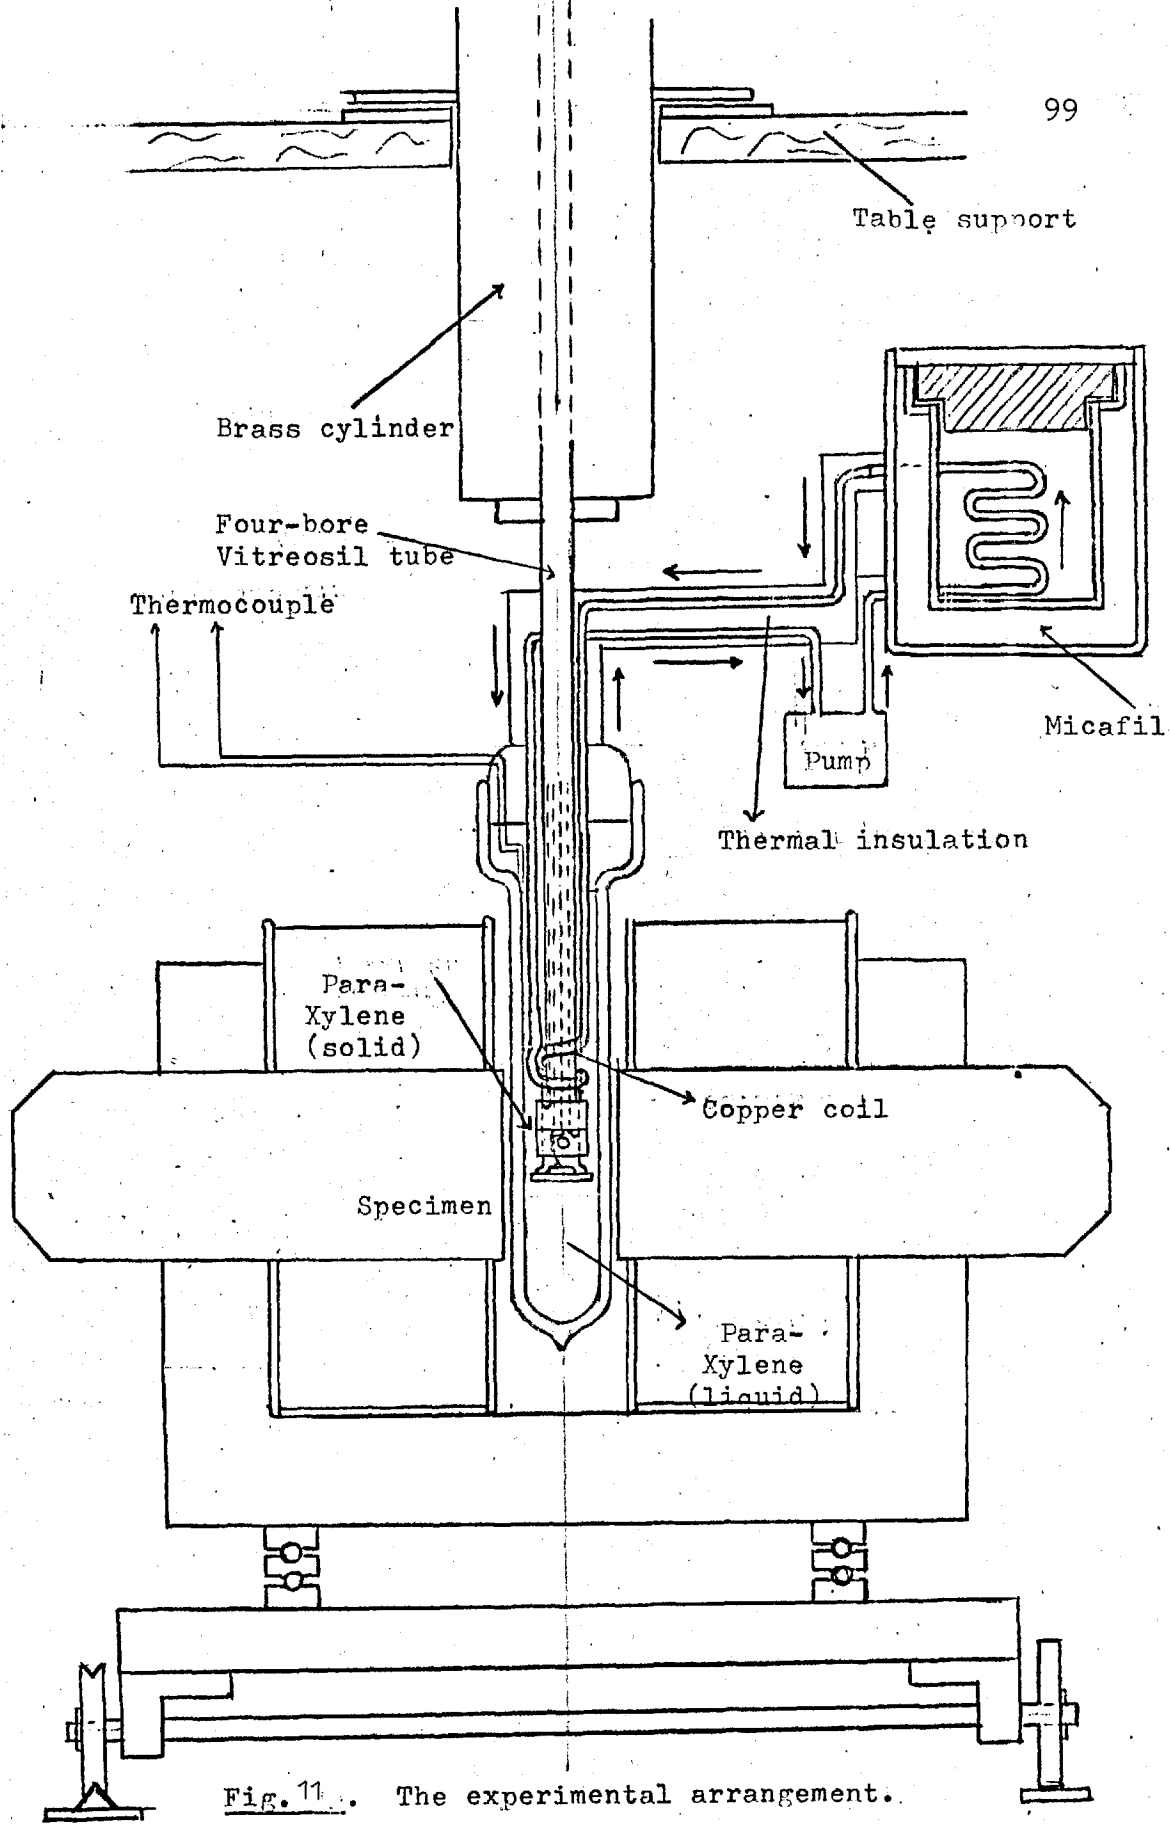 99
Table support
Brass cylinder
Four-bore
Vitreosil tube
Thermocouple
Micafil
Pump
Thermal insulation
Para-
Xylene
(solid)
Copper coil
Specimen
Para-
Xylene
(liquid)
Fig. 11. The experimental arrangement.